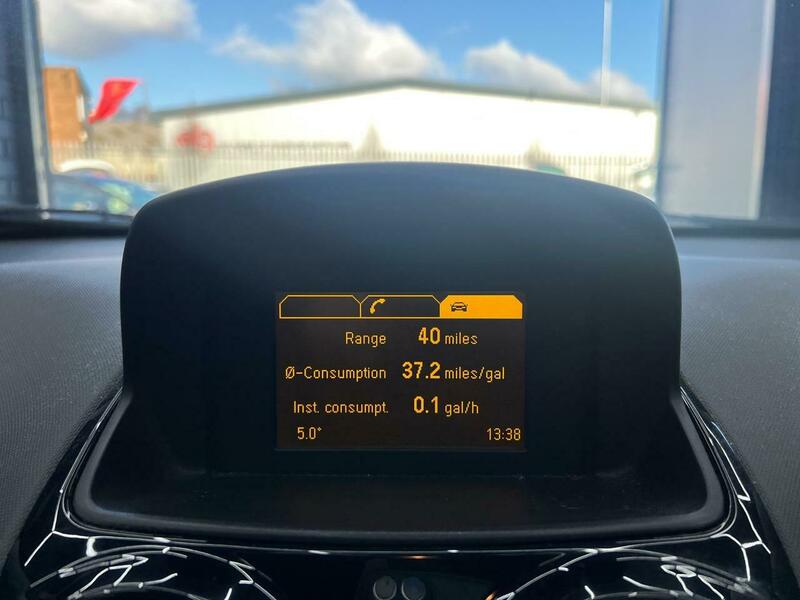 Range 40 miles
Ø-Consumption 37.2 miles/gal
Inst. consumpt. 0.1 gal/h
5.0° 13:38